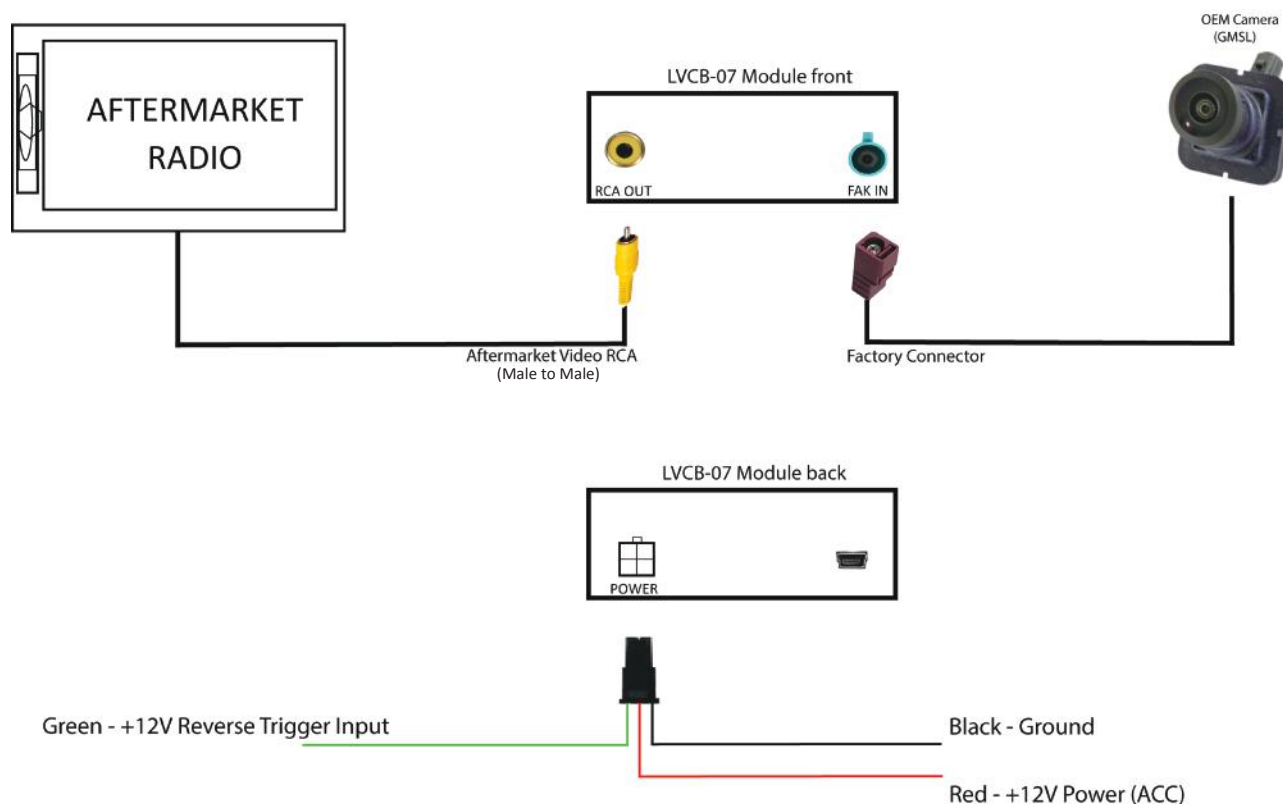 OEM Camera
(GMSL)
LVCB-07 Module front
AFTERMARKET
RADIO
RCA OUT
FAK IN
Aftermarket Video RCA
(Male to Male)
Factory Connector
LVCB-07 Module back
POWER
Green - +12V Reverse Trigger Input
Black - Ground
Red - +12V Power (ACC)